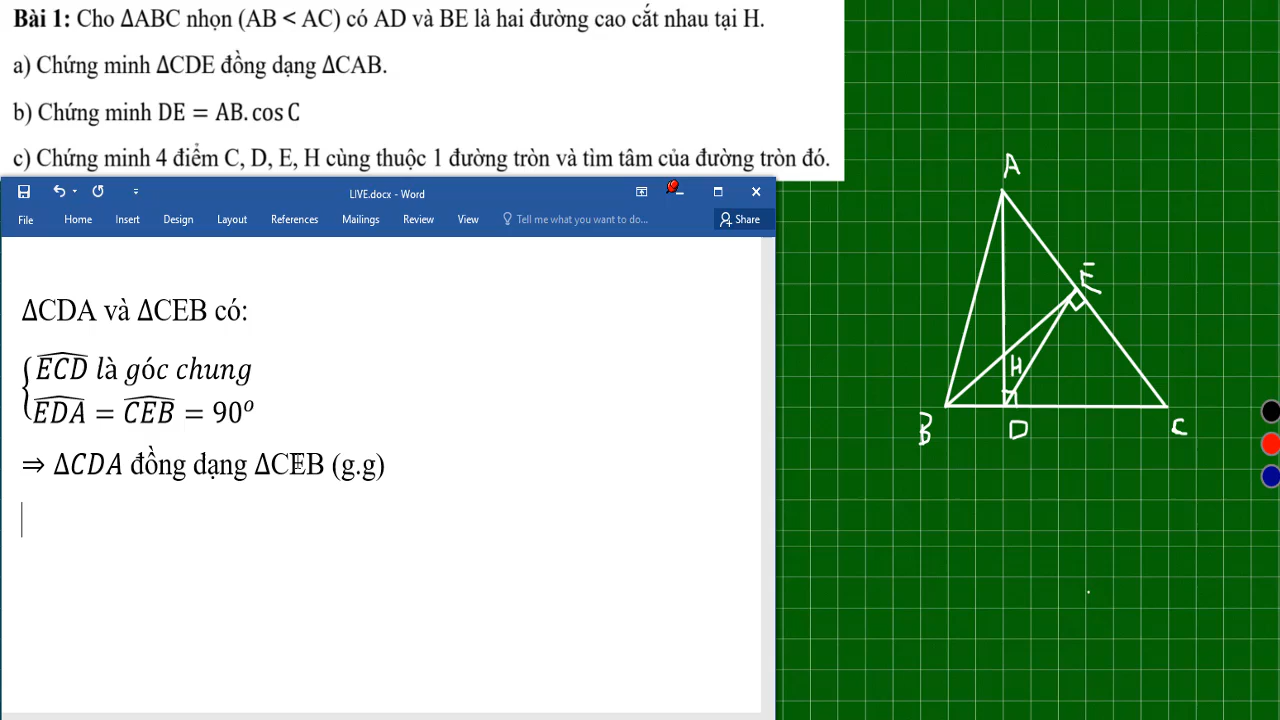 Bài 1: Cho ΔABC nhọn (AB < AC) có AD và BE là hai đường cao cắt nhau tại H.
a) Chứng minh ΔCDE đồng dạng ΔCAB.
b) Chứng minh DE = AB. cos C
c) Chứng minh 4 điểm C, D, E, H cùng thuộc 1 đường tròn và tìm tâm của đường tròn đó.
LIVE.docx - Word
File Home Insert Design Layout References Mailings Review View Tell me what you want to do... Share
ΔCDA và ΔCEB có:
{ECD là góc chung
EDA = CEB = 90°
⇒ ΔCDA đồng dạng ΔCEB (g.g)
A
E
H
B
D
C